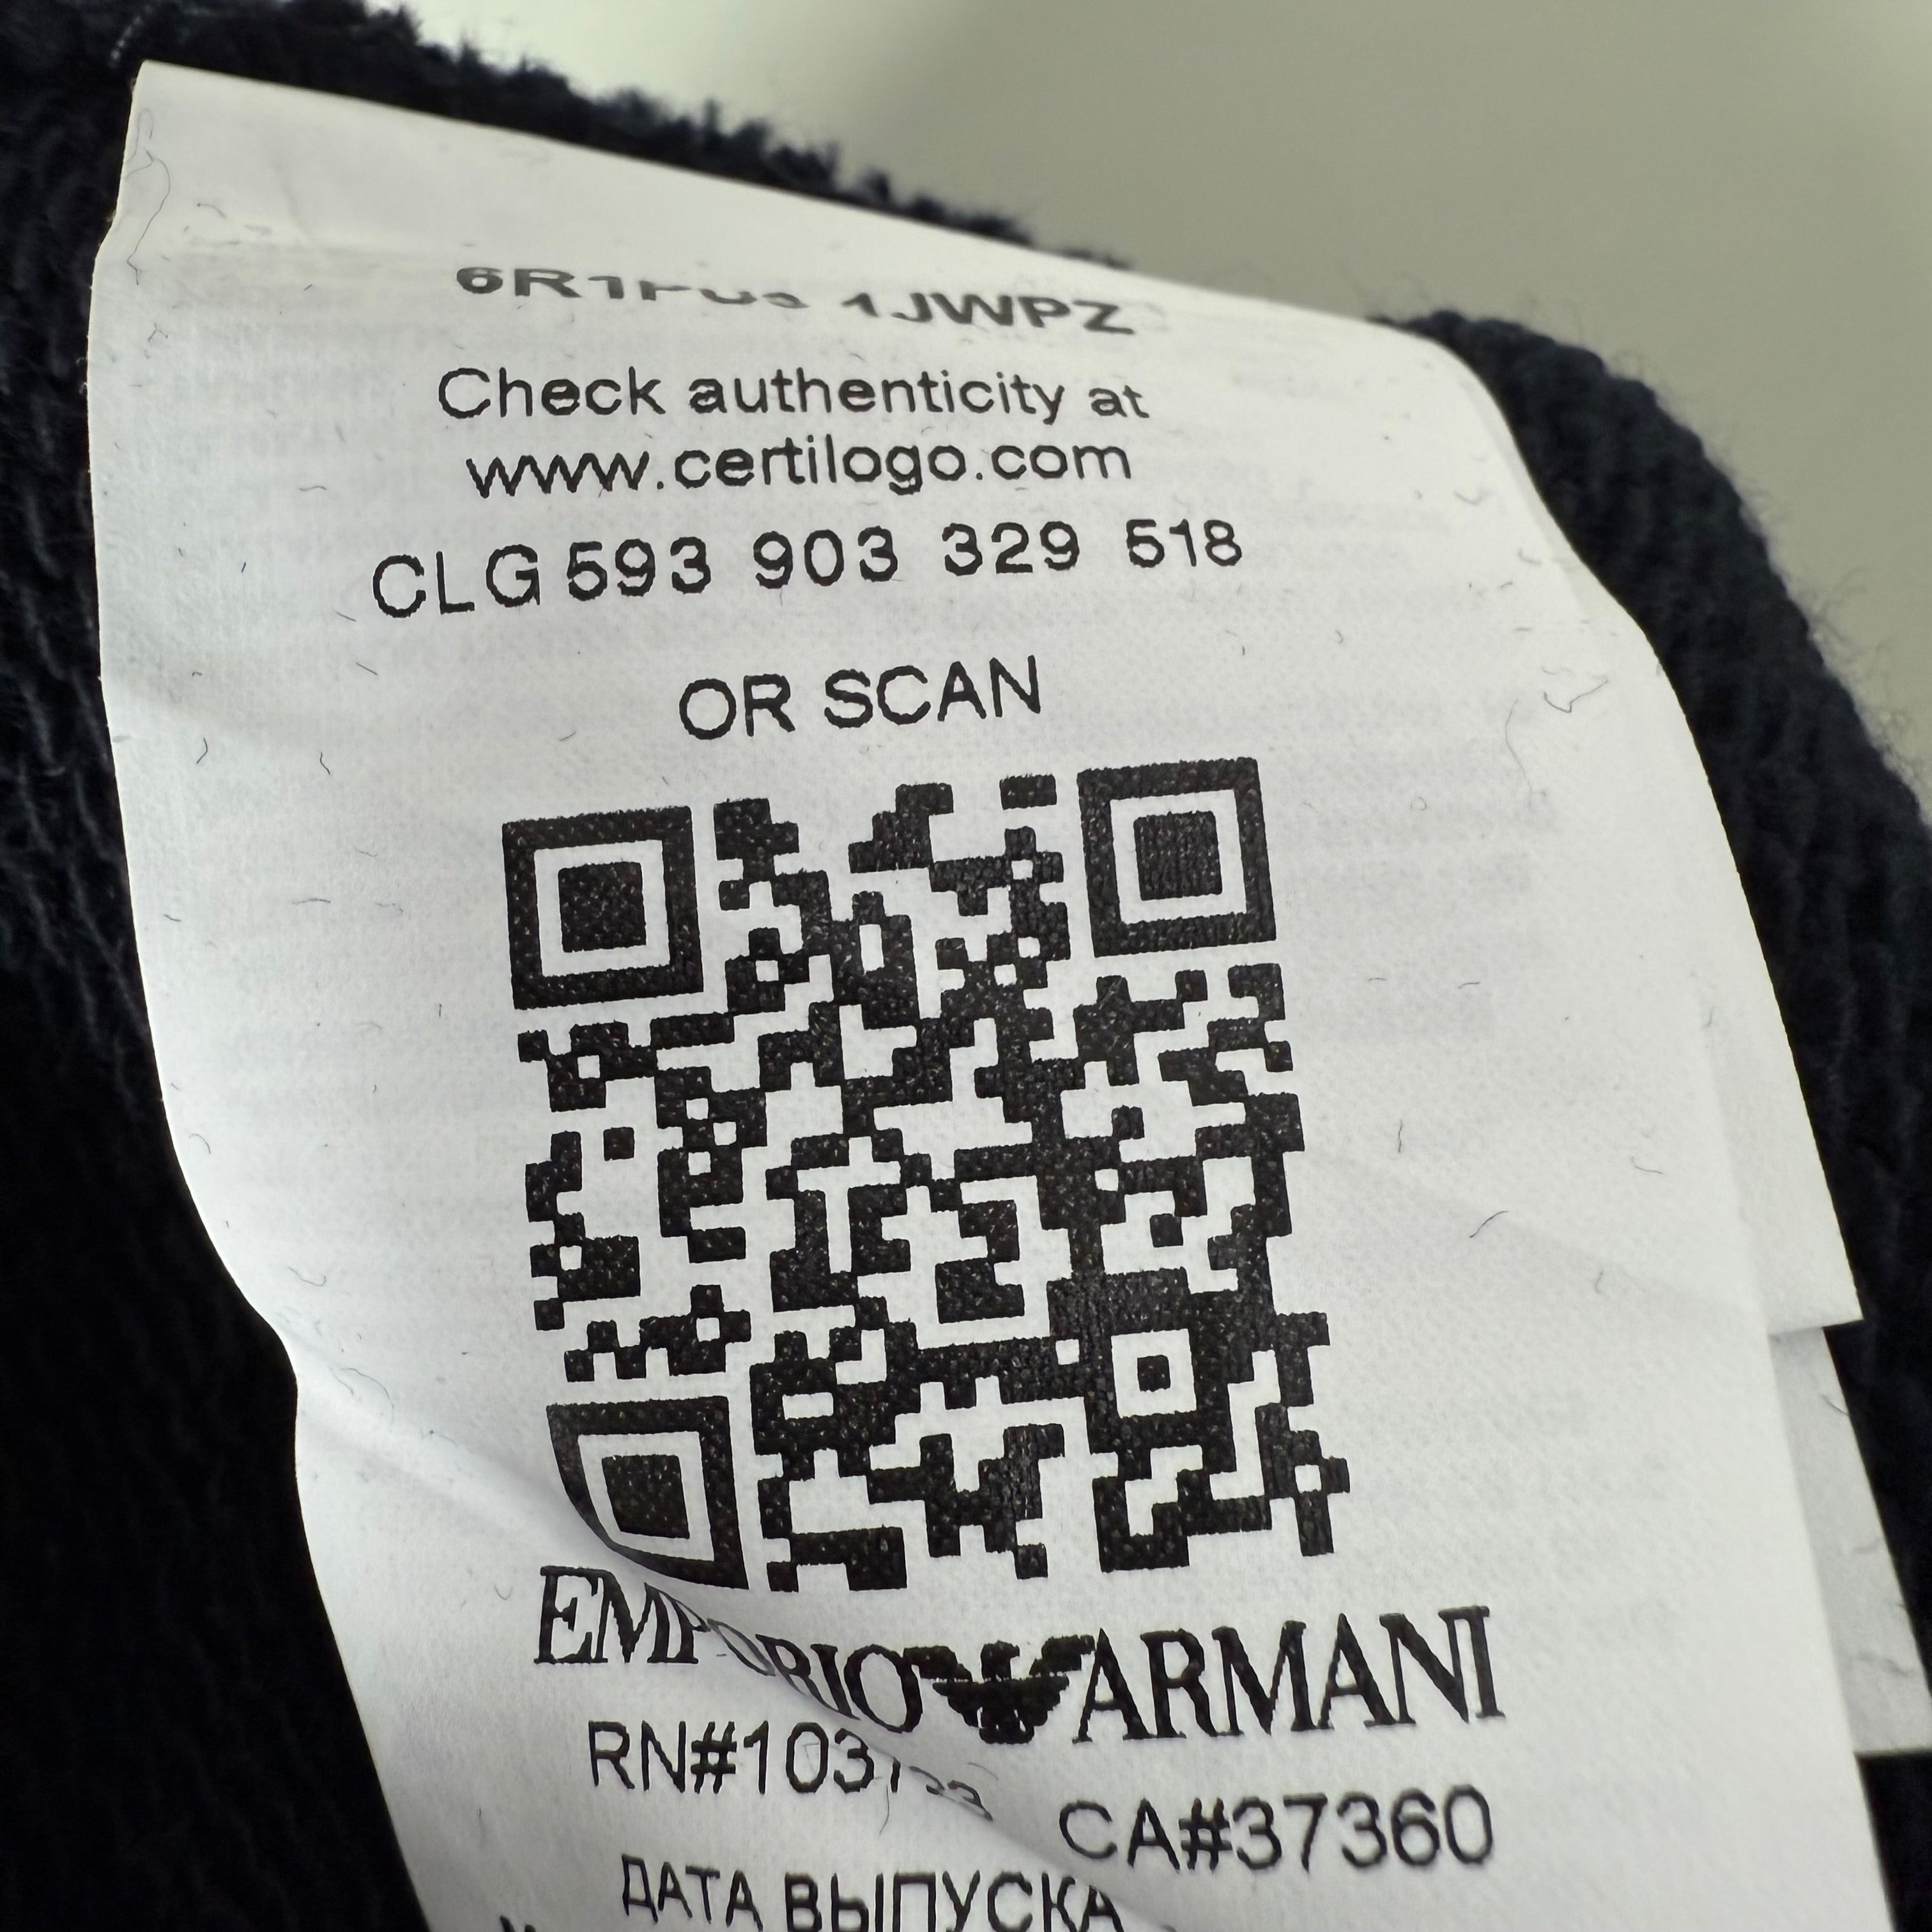 1JWPZ
Check authenticity at
www.certilogo.com
CLG 593 903 329 518
OR SCAN
EMPORIO ARMANI
CA#37360
ДАТА ВЫПУСКА